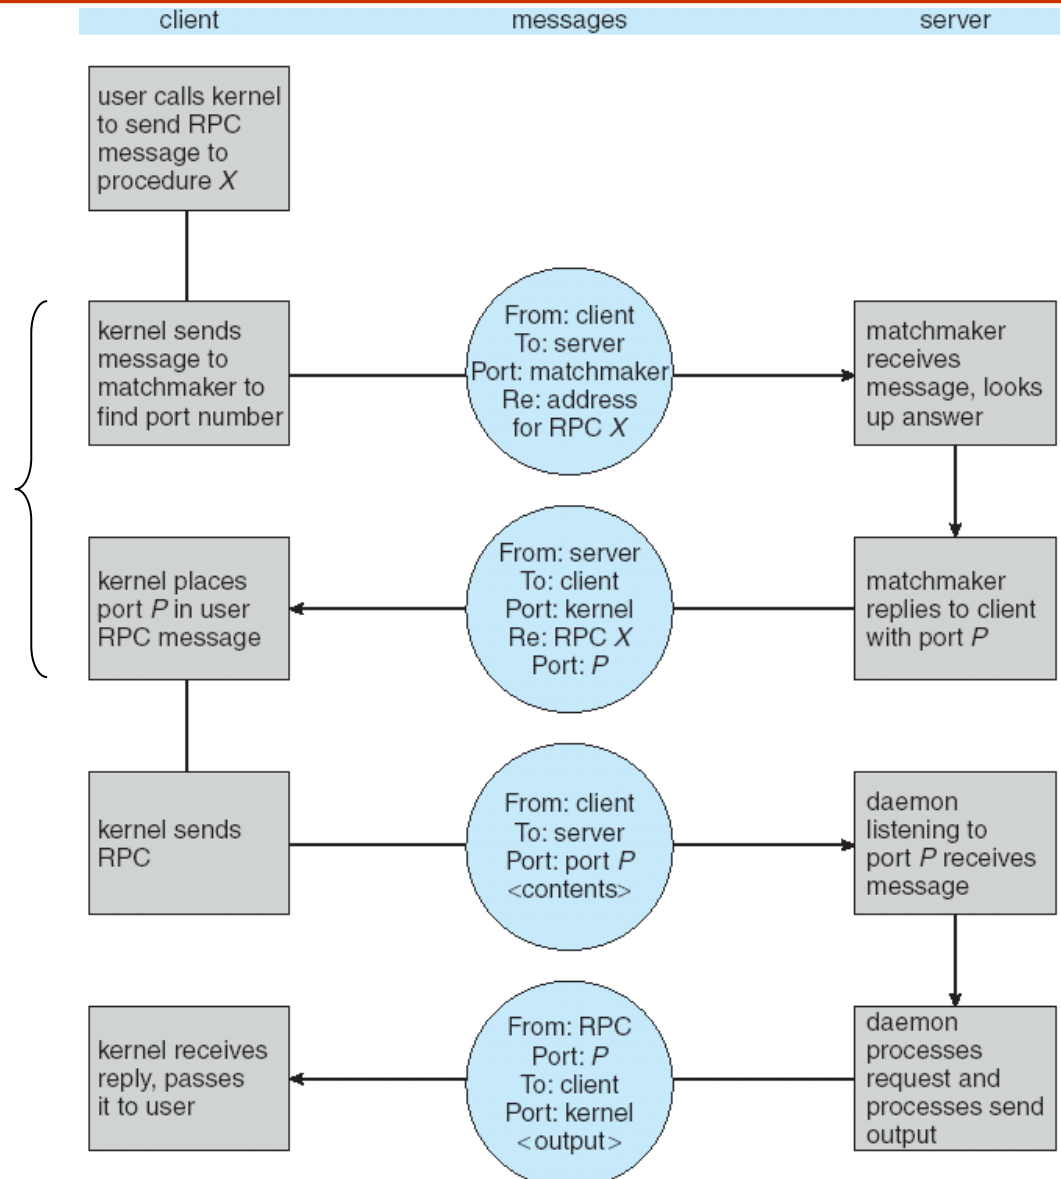 client
messages
server
user calls kernel
to send RPC
message to
procedure X
kernel sends
message to
matchmaker to
find port number
From: client
To: server
Port: matchmaker
Re: address
for RPC X
matchmaker
receives
message, looks
up answer
kernel places
port P in user
RPC message
From: server
To: client
Port: kernel
Re: RPC X
Port: P
matchmaker
replies to client
with port P
kernel sends
RPC
From: client
To: server
Port: port P
<contents>
daemon
listening to
port P receives
message
kernel receives
reply, passes
it to user
From: RPC
Port: P
To: client
Port: kernel
<output>
daemon
processes
request and
processes send
output